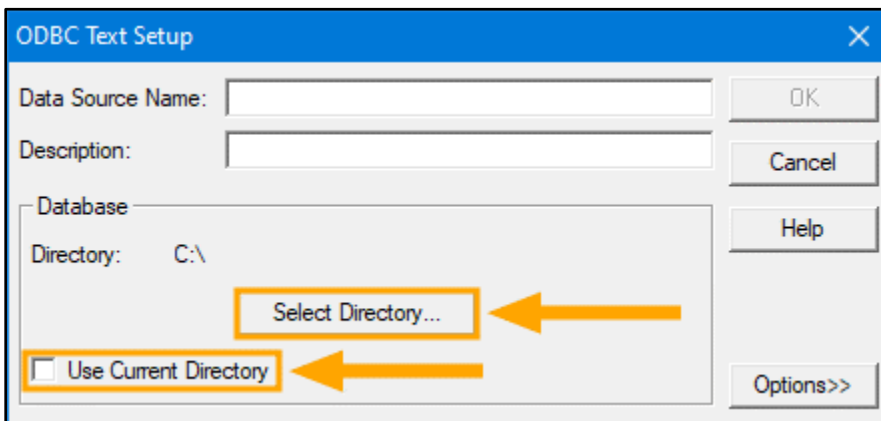 ODBC Text Setup
Data Source Name:
OK
Description:
Cancel
Database
Help
Directory: C:\
Select Directory...
Use Current Directory
Options>>